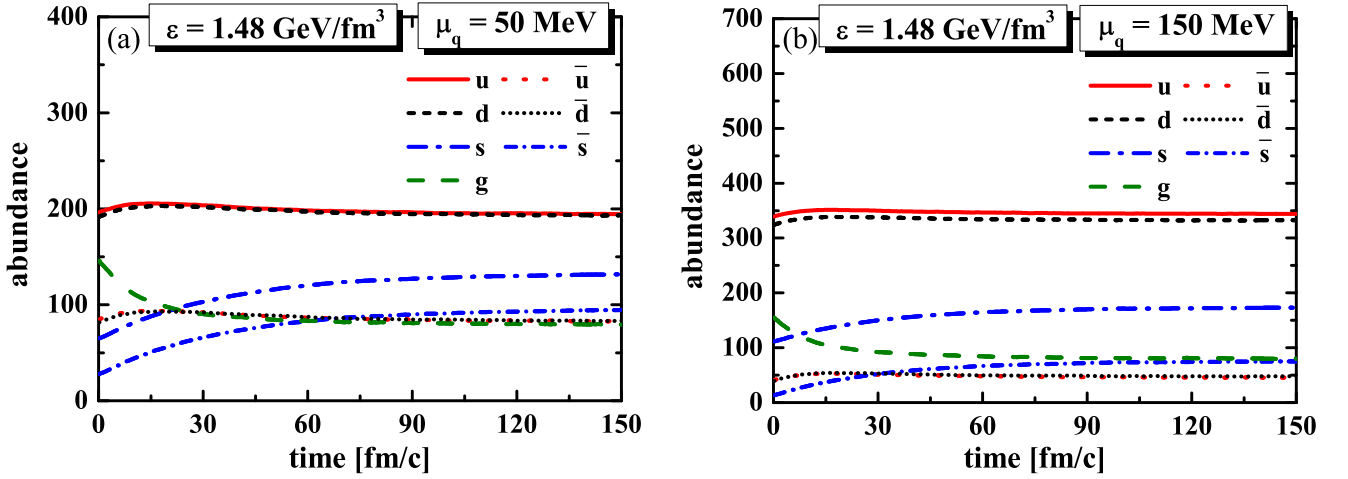 (a)
ε = 1.48 GeV/fm³
μ_q = 50 MeV
u ū
d d̄
s s̄
g
abundance
400
300
200
100
0
0 30 60 90 120 150
time [fm/c]
(b)
ε = 1.48 GeV/fm³
μ_q = 150 MeV
u ū
d d̄
s s̄
g
abundance
700
600
500
400
300
200
100
0
0 30 60 90 120 150
time [fm/c]